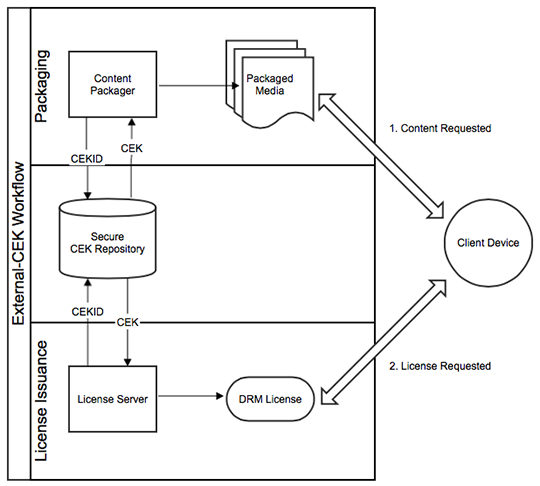 External-CEK Workflow
Packaging
Content
Packager
Packaged
Media
1. Content Requested
CEKID
CEK
Secure
CEK Repository
Client Device
CEKID
CEK
2. License Requested
License Issuance
License Server
DRM License